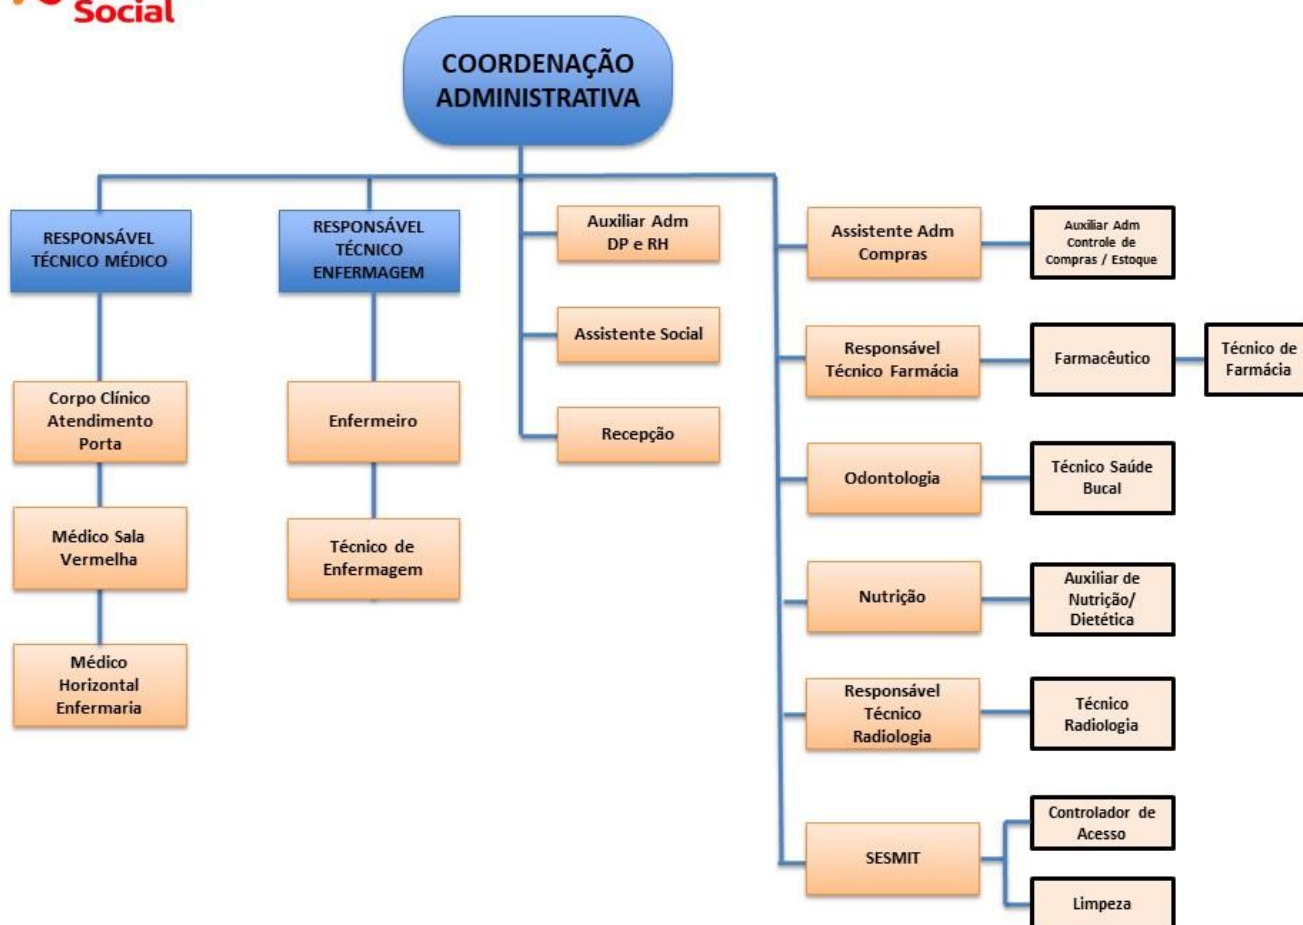 Social
COORDENAÇÃO
ADMINISTRATIVA
RESPONSÁVEL
TÉCNICO MÉDICO
Corpo Clínico
Atendimento
Porta
Médico Sala
Vermelha
Médico
Horizontal
Enfermaria
RESPONSÁVEL
TÉCNICO
ENFERMAGEM
Enfermeiro
Técnico de
Enfermagem
Auxiliar Adm
DP e RH
Assistente Social
Recepção
Assistente Adm
Compras
Auxiliar Adm
Controle de
Compras / Estoque
Responsável
Técnico Farmácia
Farmacêutico
Técnico de
Farmácia
Odontologia
Técnico Saúde
Bucal
Nutrição
Auxiliar de
Nutrição/
Dietética
Responsável
Técnico
Radiologia
Técnico
Radiologia
SESMIT
Controlador de
Acesso
Limpeza